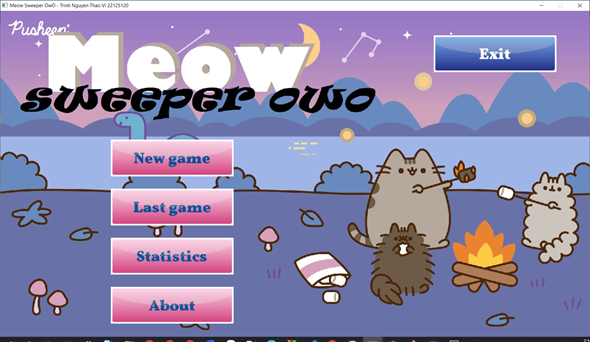 Meow Sweeper OwO - Trinh Nguyen Thao Vi 22125120
Pusheen
Meow
sweeper owo
Exit
New game
Last game
Statistics
About